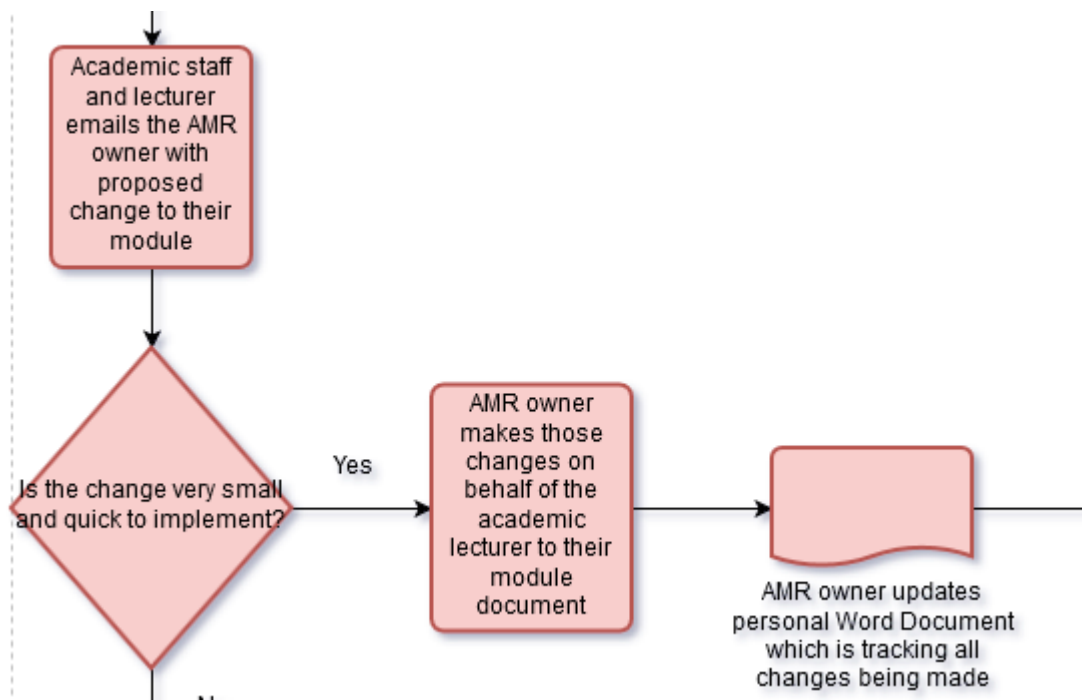 Academic staff
and lecturer
emails the AMR
owner with
proposed
change to their
module
Is the change very small
and quick to implement?
Yes
AMR owner
makes those
changes on
behalf of the
academic
lecturer to their
module
document
AMR owner updates
personal Word Document
which is tracking all
changes being made